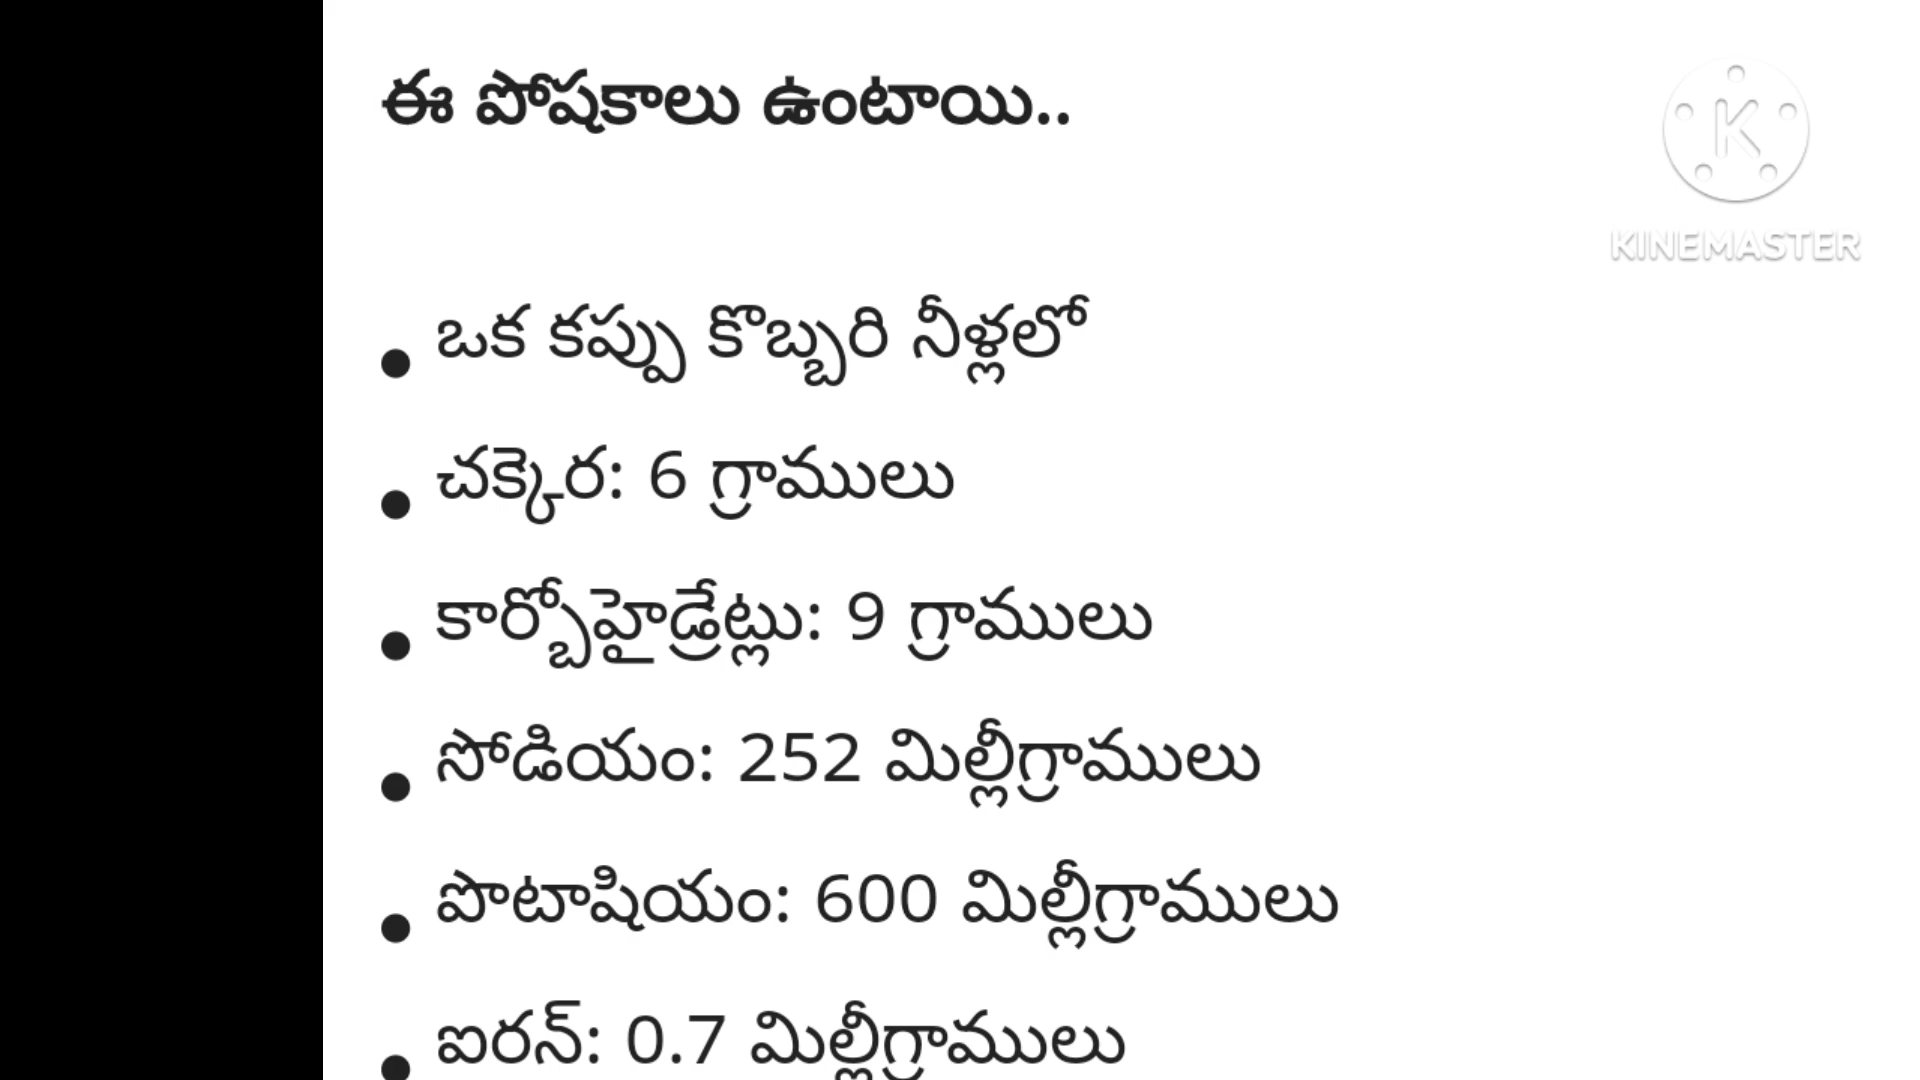 ఈ పోషకాలు ఉంటాయి..
K
KINEMASTER
• ఒక కప్పు కొబ్బరి నీళ్లలో
• చక్కెర: 6 గ్రాములు
• కార్బోహైడ్రేట్లు: 9 గ్రాములు
• సోడియం: 252 మిల్లీగ్రాములు
• పొటాషియం: 600 మిల్లీగ్రాములు
• ఐరన్: 0.7 మిల్లీగ్రాములు